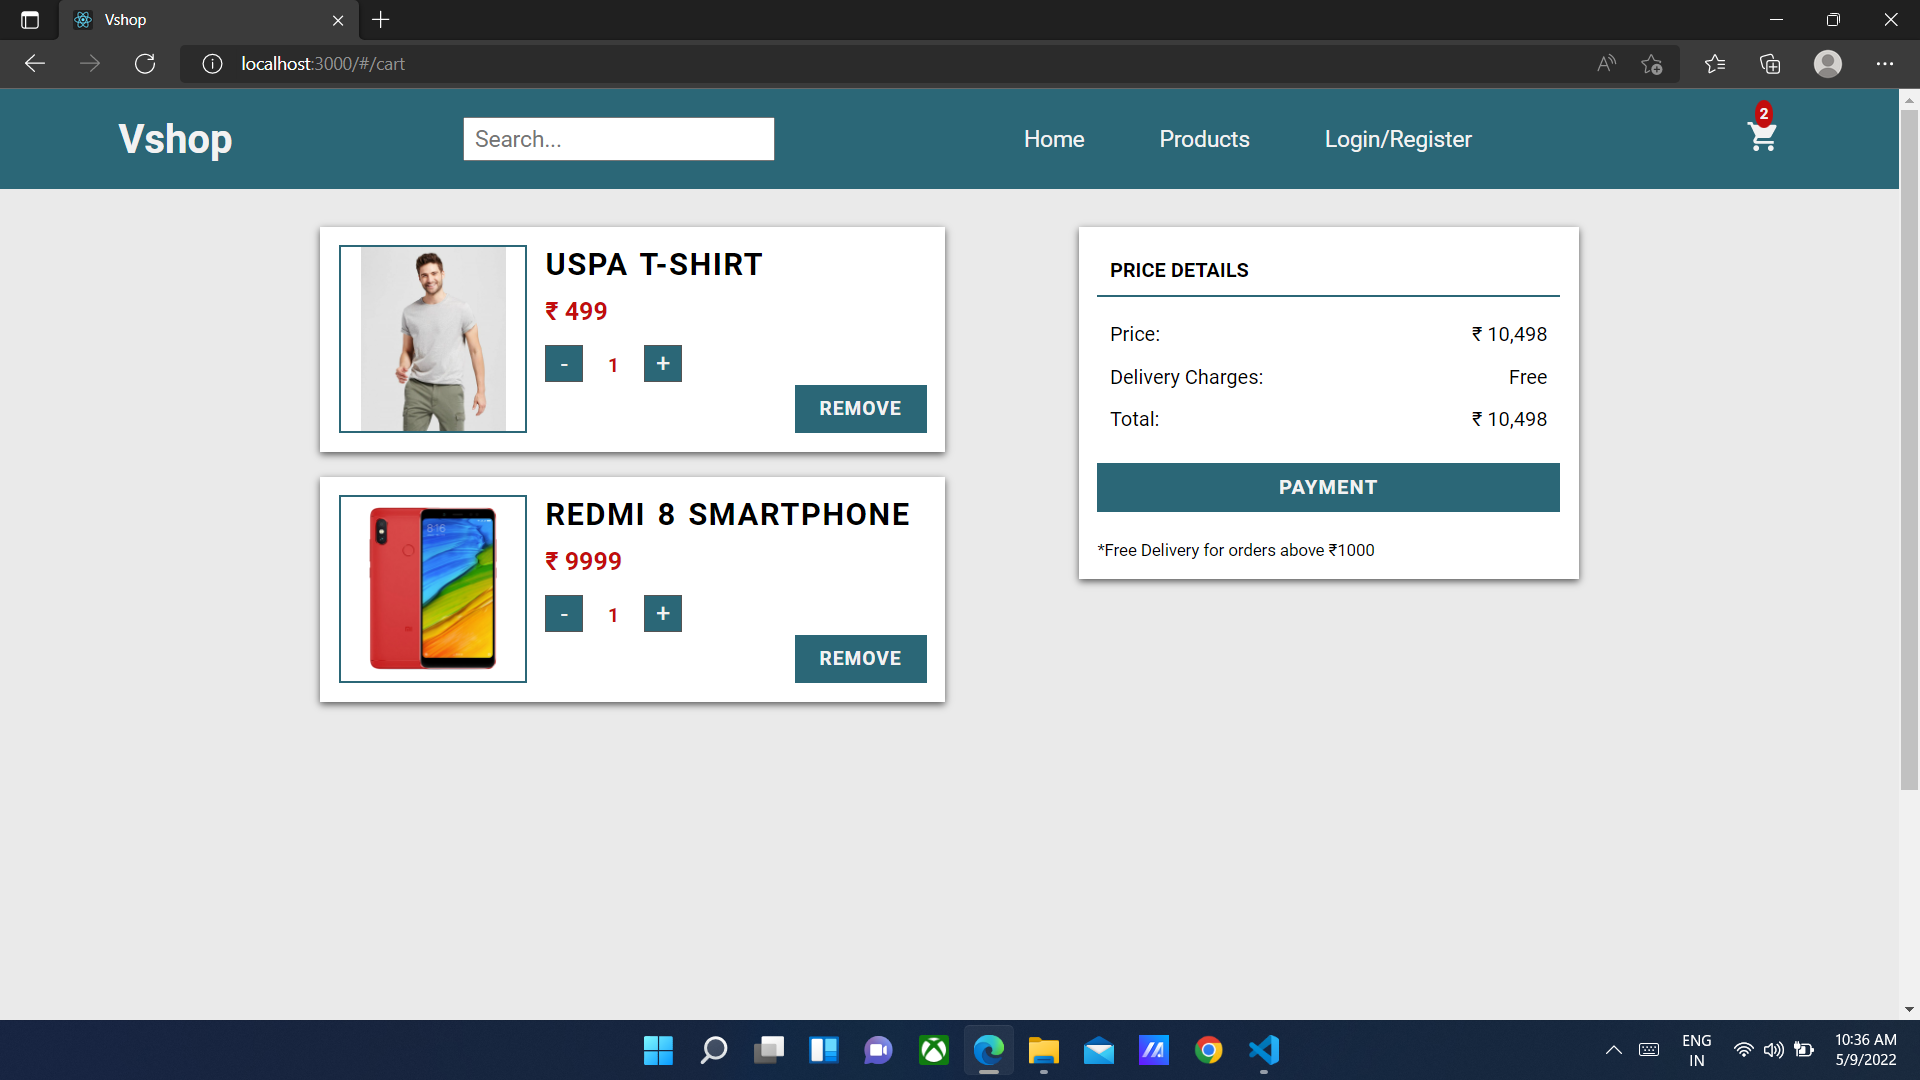 Vshop
localhost:3000/#/cart
Vshop
Search...
Home
Products
Login/Register
2
USPA T-SHIRT
₹ 499
- 1 +
REMOVE
REDMI 8 SMARTPHONE
₹ 9999
- 1 +
REMOVE
PRICE DETAILS
Price: ₹ 10,498
Delivery Charges: Free
Total: ₹ 10,498
PAYMENT
*Free Delivery for orders above ₹1000
ENG
IN
10:36 AM
5/9/2022